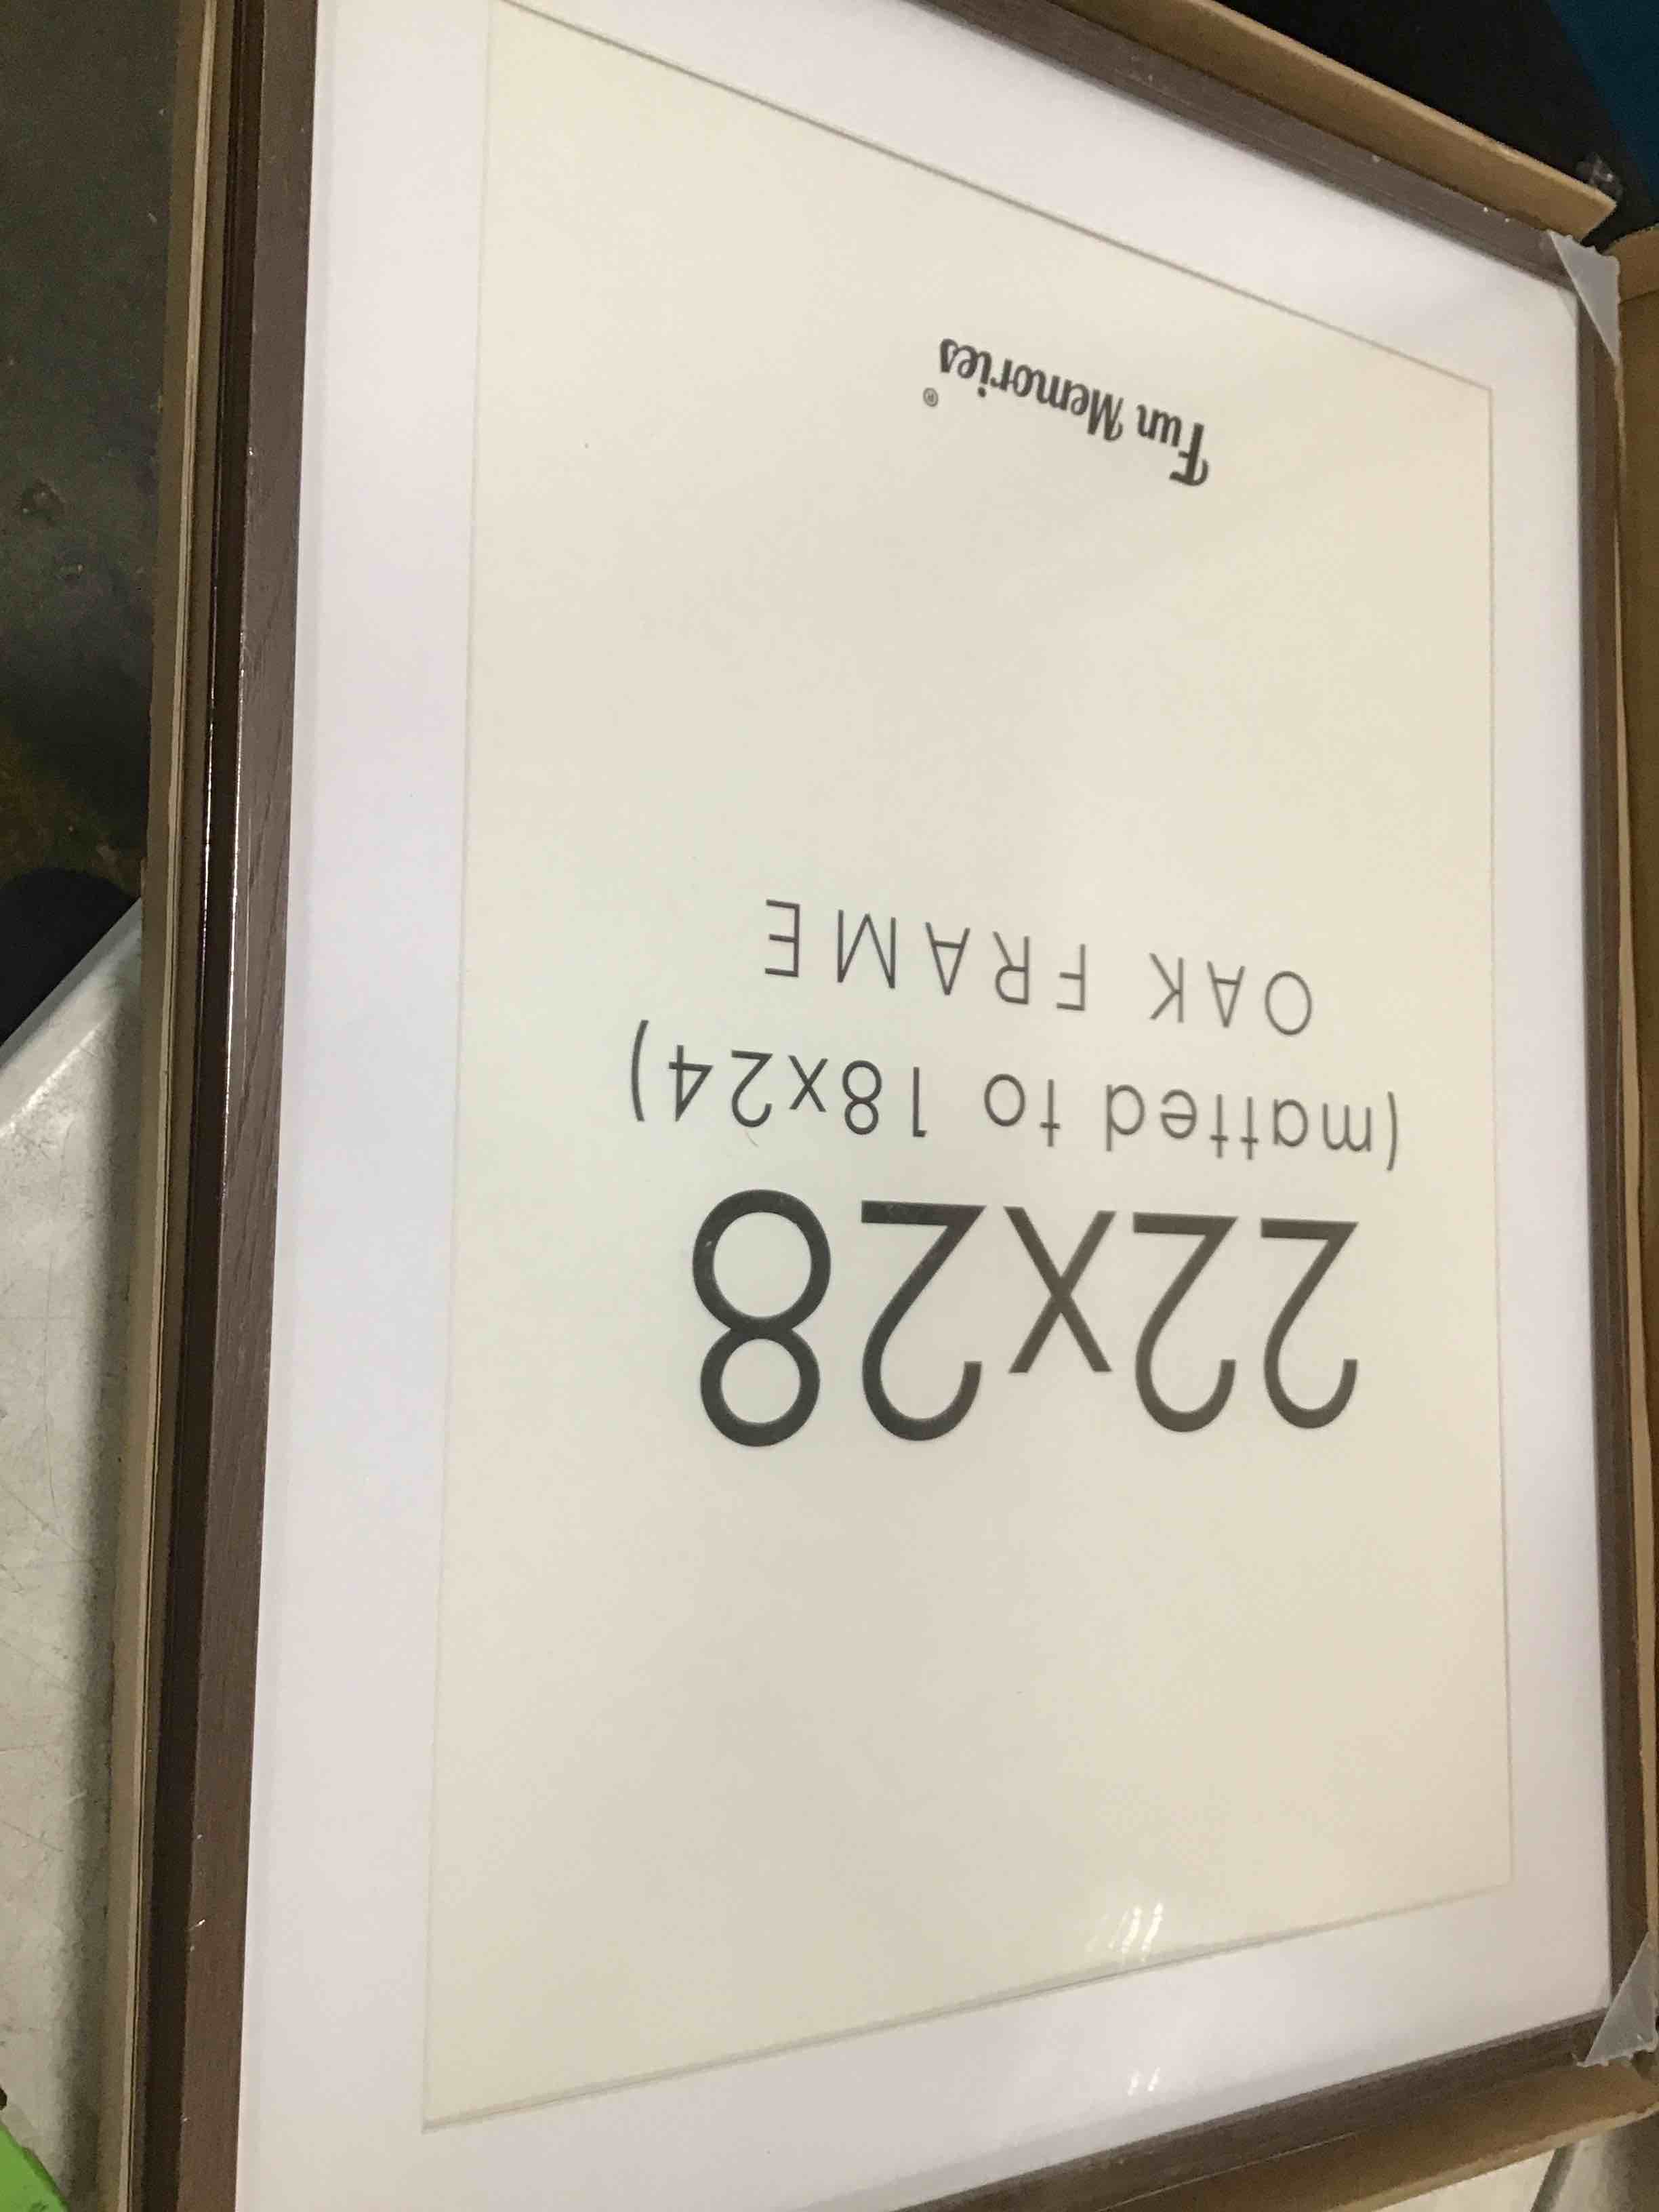 22x28
(matted to 18x24)
OAK FRAME
Fun Memories®